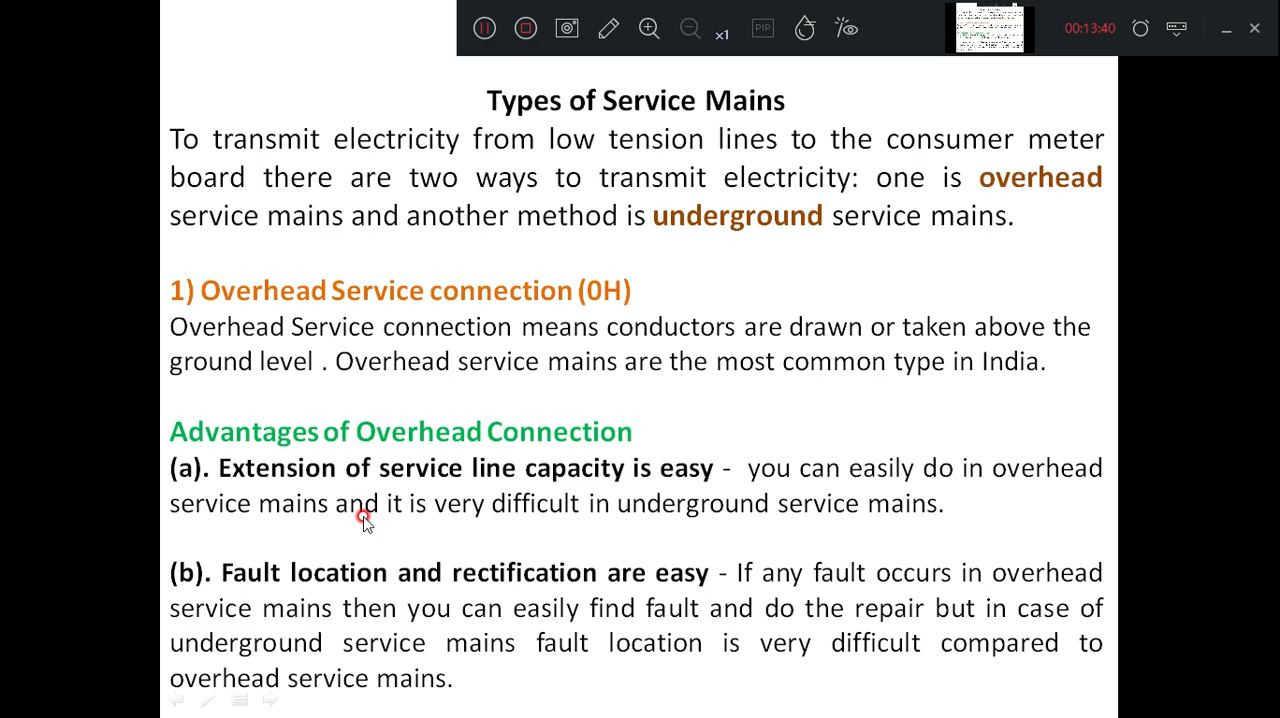 x1
PIP
00:13:40
Types of Service Mains
To transmit electricity from low tension lines to the consumer meter
board there are two ways to transmit electricity: one is overhead
service mains and another method is underground service mains.
1) Overhead Service connection (0H)
Overhead Service connection means conductors are drawn or taken above the
ground level . Overhead service mains are the most common type in India.
Advantages of Overhead Connection
(a). Extension of service line capacity is easy - you can easily do in overhead
service mains and it is very difficult in underground service mains.
(b). Fault location and rectification are easy - If any fault occurs in overhead
service mains then you can easily find fault and do the repair but in case of
underground service mains fault location is very difficult compared to
overhead service mains.